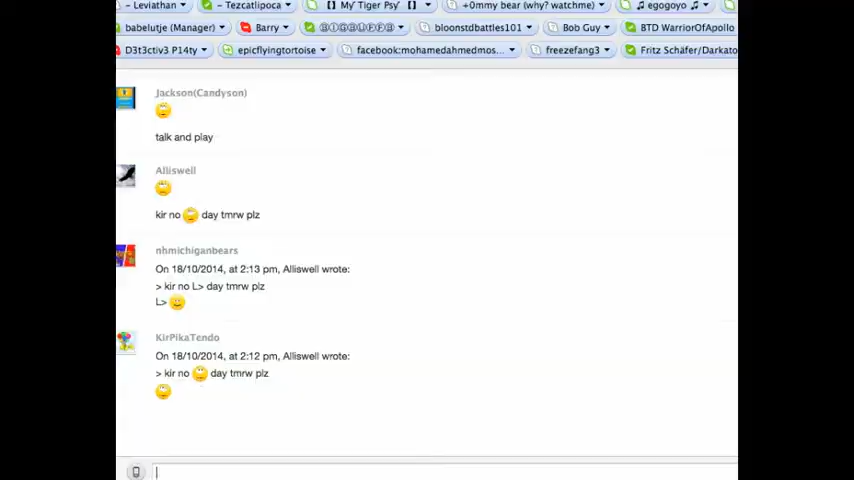 - Leviathan
- Tezcatlipoca
【】 My' Tiger Psy' 【】
+0mmy bear (why? watchme)
♫ egogoyo ♫
babelutje (Manager)
Barry
ⒷⒾⒼⒷⓊⒻⒻⒷ
bloonstdbattles101
Bob Guy
BTD WarriorOfApollo
D3t3ctiv3 P14ty
epicflyingtortoise
facebook:mohamedahmedmos...
freezefang3
Fritz Schäfer/Darkato
Jackson(Candyson)
talk and play
Alliswell
kir no day tmrw plz
nhmichiganbears
On 18/10/2014, at 2:13 pm, Alliswell wrote:
> kir no L> day tmrw plz
L>
KirPikaTendo
On 18/10/2014, at 2:12 pm, Alliswell wrote:
> kir no day tmrw plz